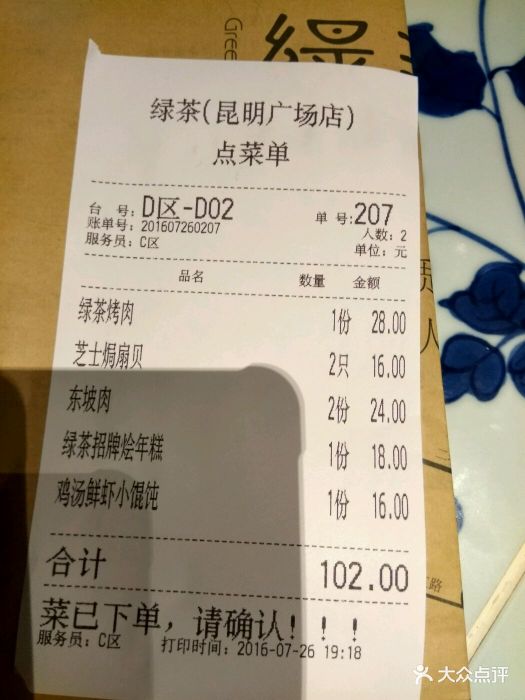 Gree
绿
绿茶(昆明广场店)
点菜单
台 号: D区-D02 单 号: 207
账单号: 201607260207 人数: 2
服务员: C区 单位: 元
品名 数量 金额
绿茶烤肉 1份 28.00
芝士焗扇贝 2只 16.00
东坡肉 2份 24.00
绿茶招牌烩年糕 1份 18.00
鸡汤鲜虾小馄饨 1份 16.00
合计 102.00
菜已下单, 请确认! ! !
服务员: C区 打印时间: 2016-07-26 19:18
人
路
大众点评